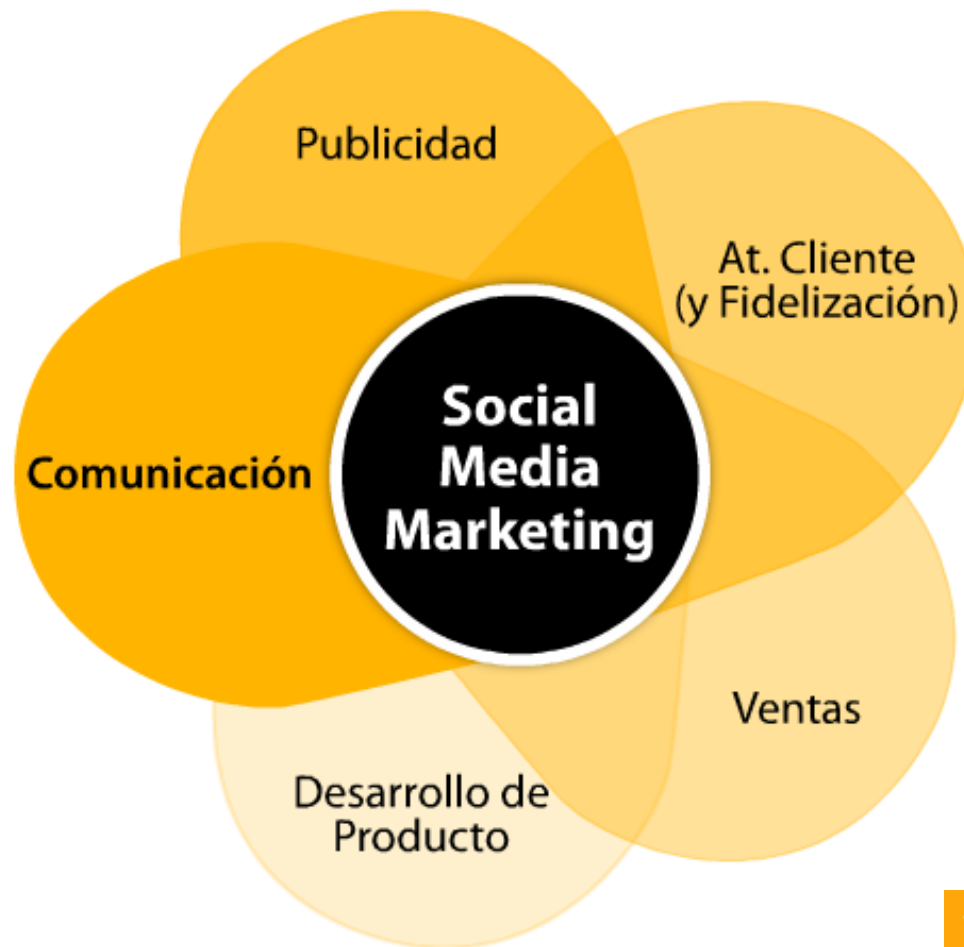 Publicidad
At. Cliente
(y Fidelización)
Social
Media
Marketing
Comunicación
Ventas
Desarrollo de
Producto